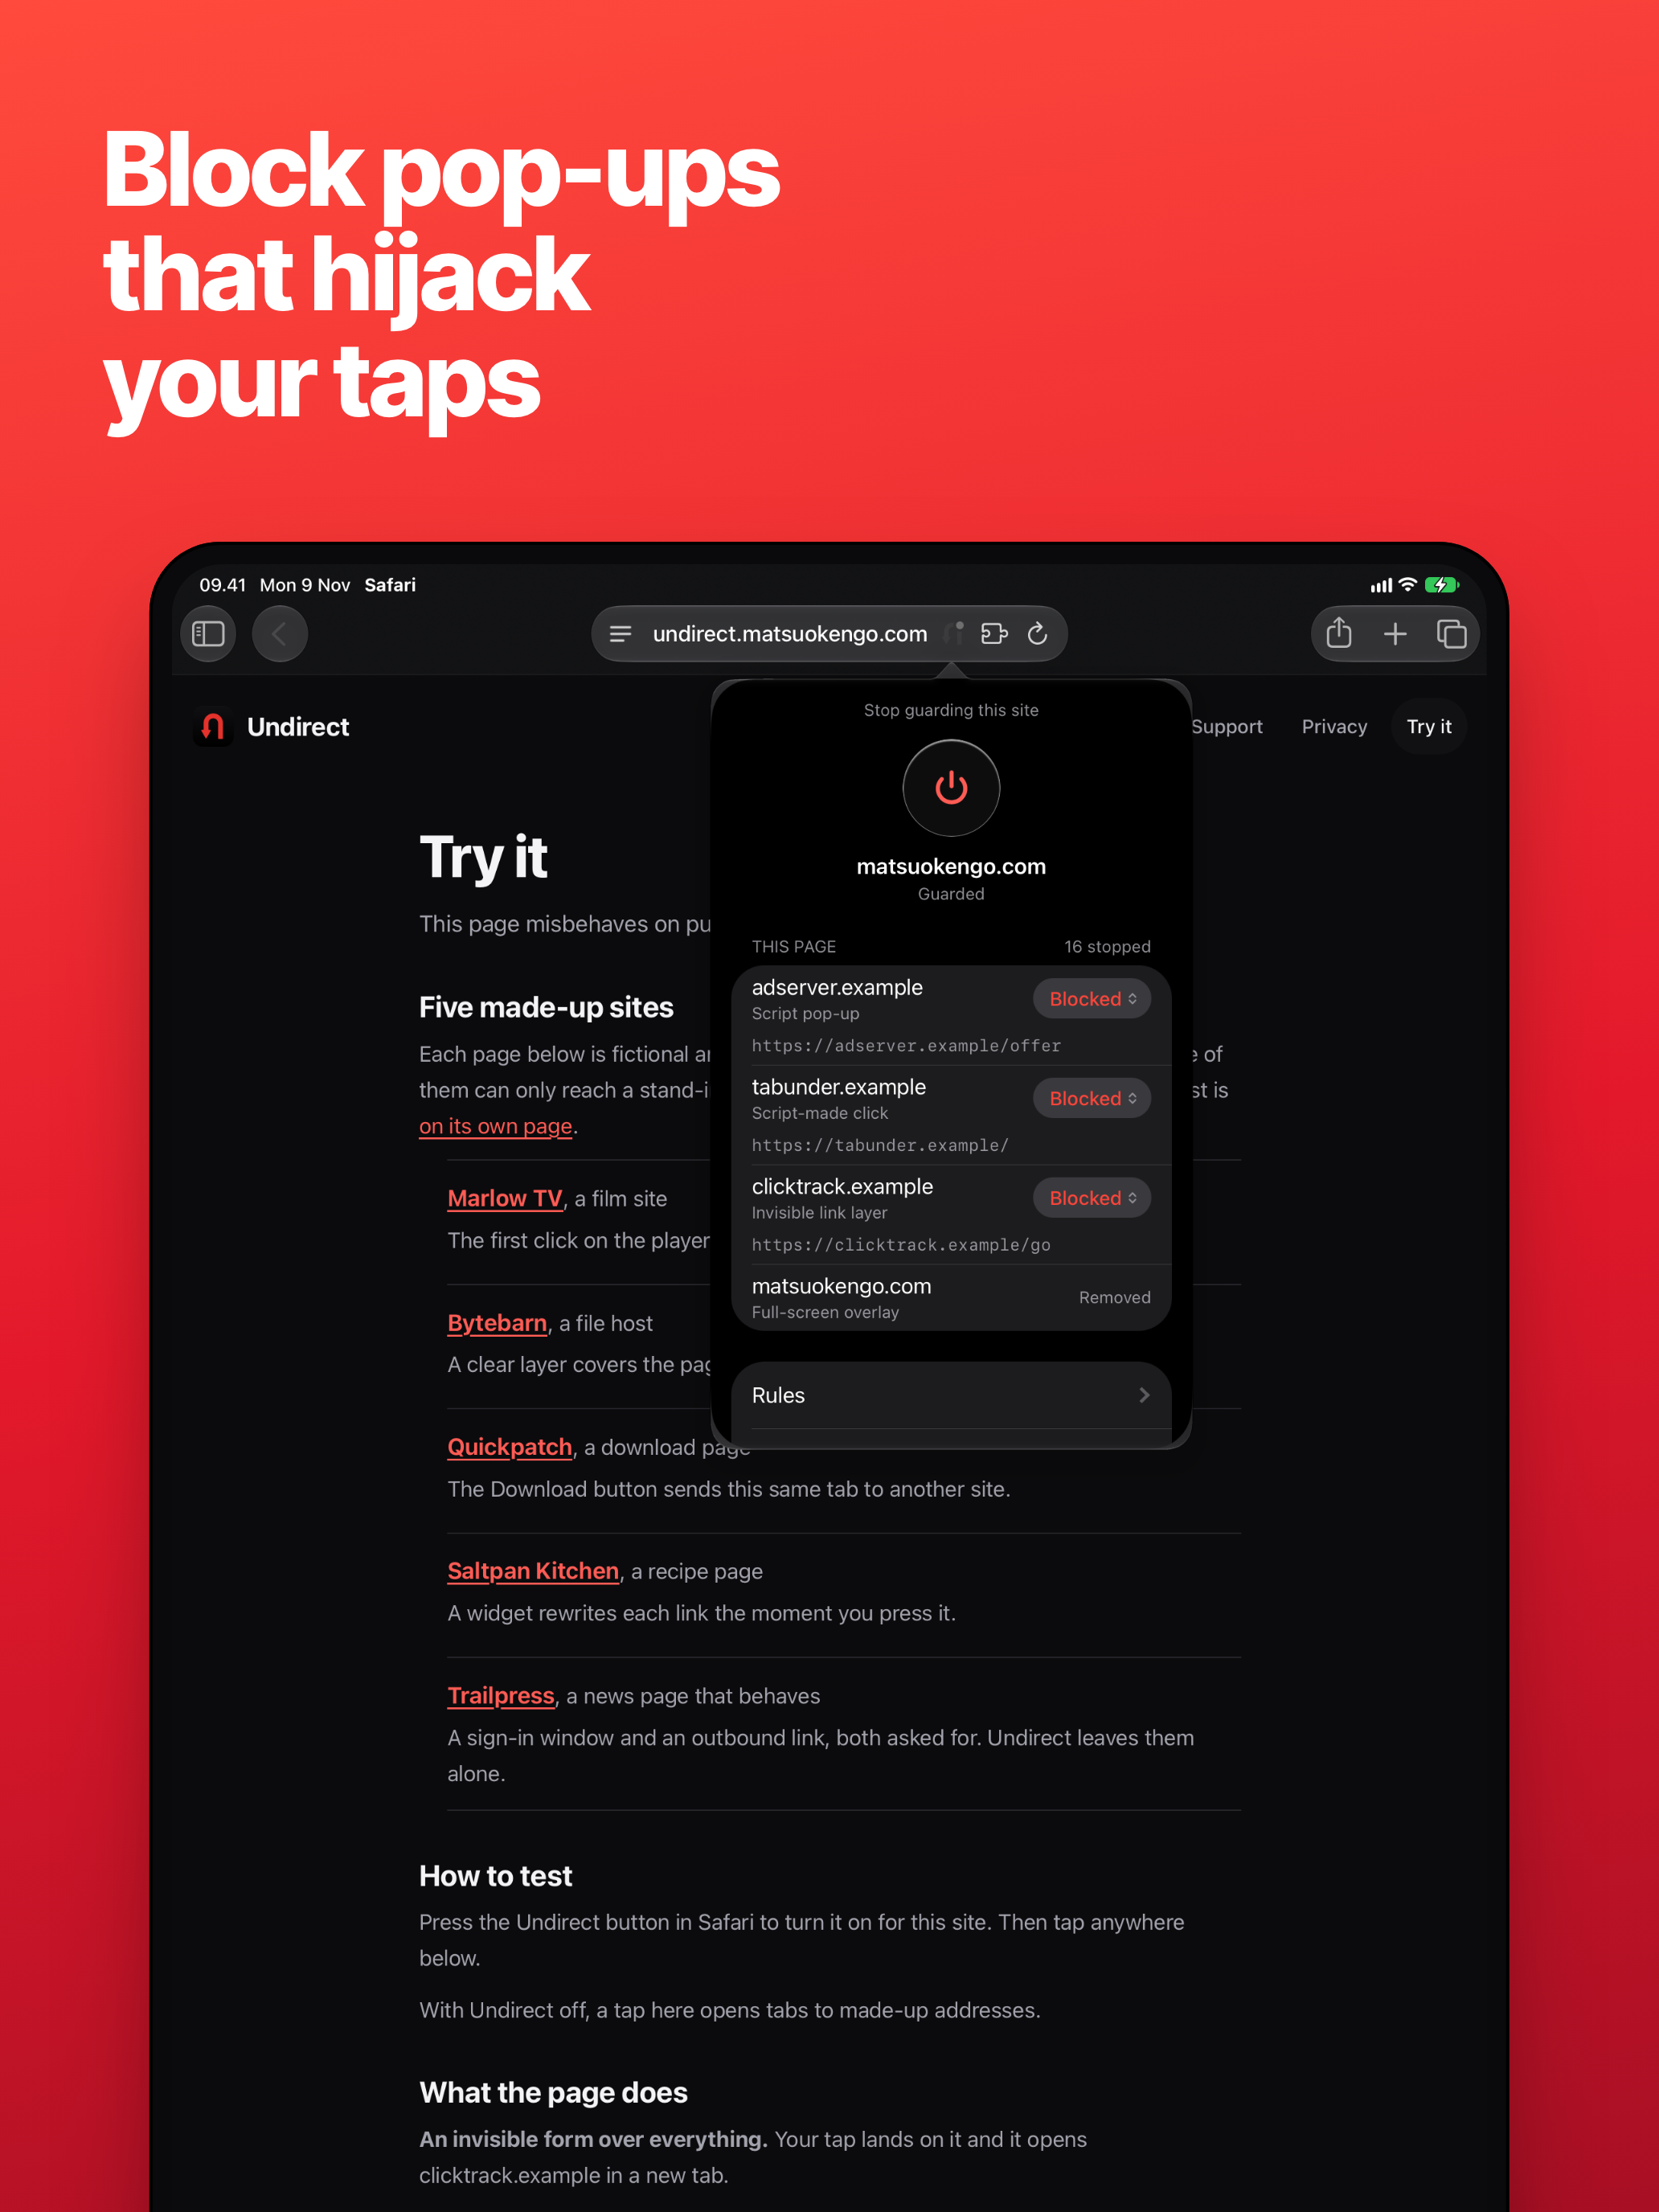 Block pop-ups
that hijack
your taps
09.41 Mon 9 Nov Safari
undirect.matsuokengo.com
Undirect
Support Privacy Try it
Stop guarding this site
matsuokengo.com
Guarded
THIS PAGE 16 stopped
adserver.example
Script pop-up
Blocked
https://adserver.example/offer
tabunder.example
Script-made click
Blocked
https://tabunder.example/
clicktrack.example
Invisible link layer
Blocked
https://clicktrack.example/go
matsuokengo.com
Full-screen overlay
Removed
Rules
Try it
This page misbehaves on
Five made-up sites
Each page below is fictional of
them can only reach a is
on its own page.
Marlow TV, a film site
The first click on the player
Bytebarn, a file host
A clear layer covers the
Quickpatch, a download page
The Download button sends this same tab to another site.
Saltpan Kitchen, a recipe page
A widget rewrites each link the moment you press it.
Trailpress, a news page that behaves
A sign-in window and an outbound link, both asked for. Undirect leaves them
alone.
How to test
Press the Undirect button in Safari to turn it on for this site. Then tap anywhere
below.
With Undirect off, a tap here opens tabs to made-up addresses.
What the page does
An invisible form over everything. Your tap lands on it and it opens
clicktrack.example in a new tab.